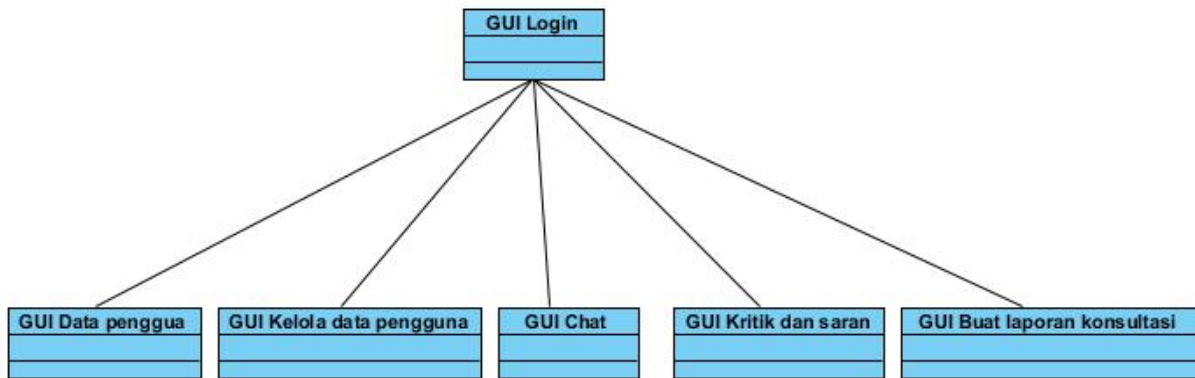 GUI Login
GUI Data penggua
GUI Kelola data pengguna
GUI Chat
GUI Kritik dan saran
GUI Buat laporan konsultasi